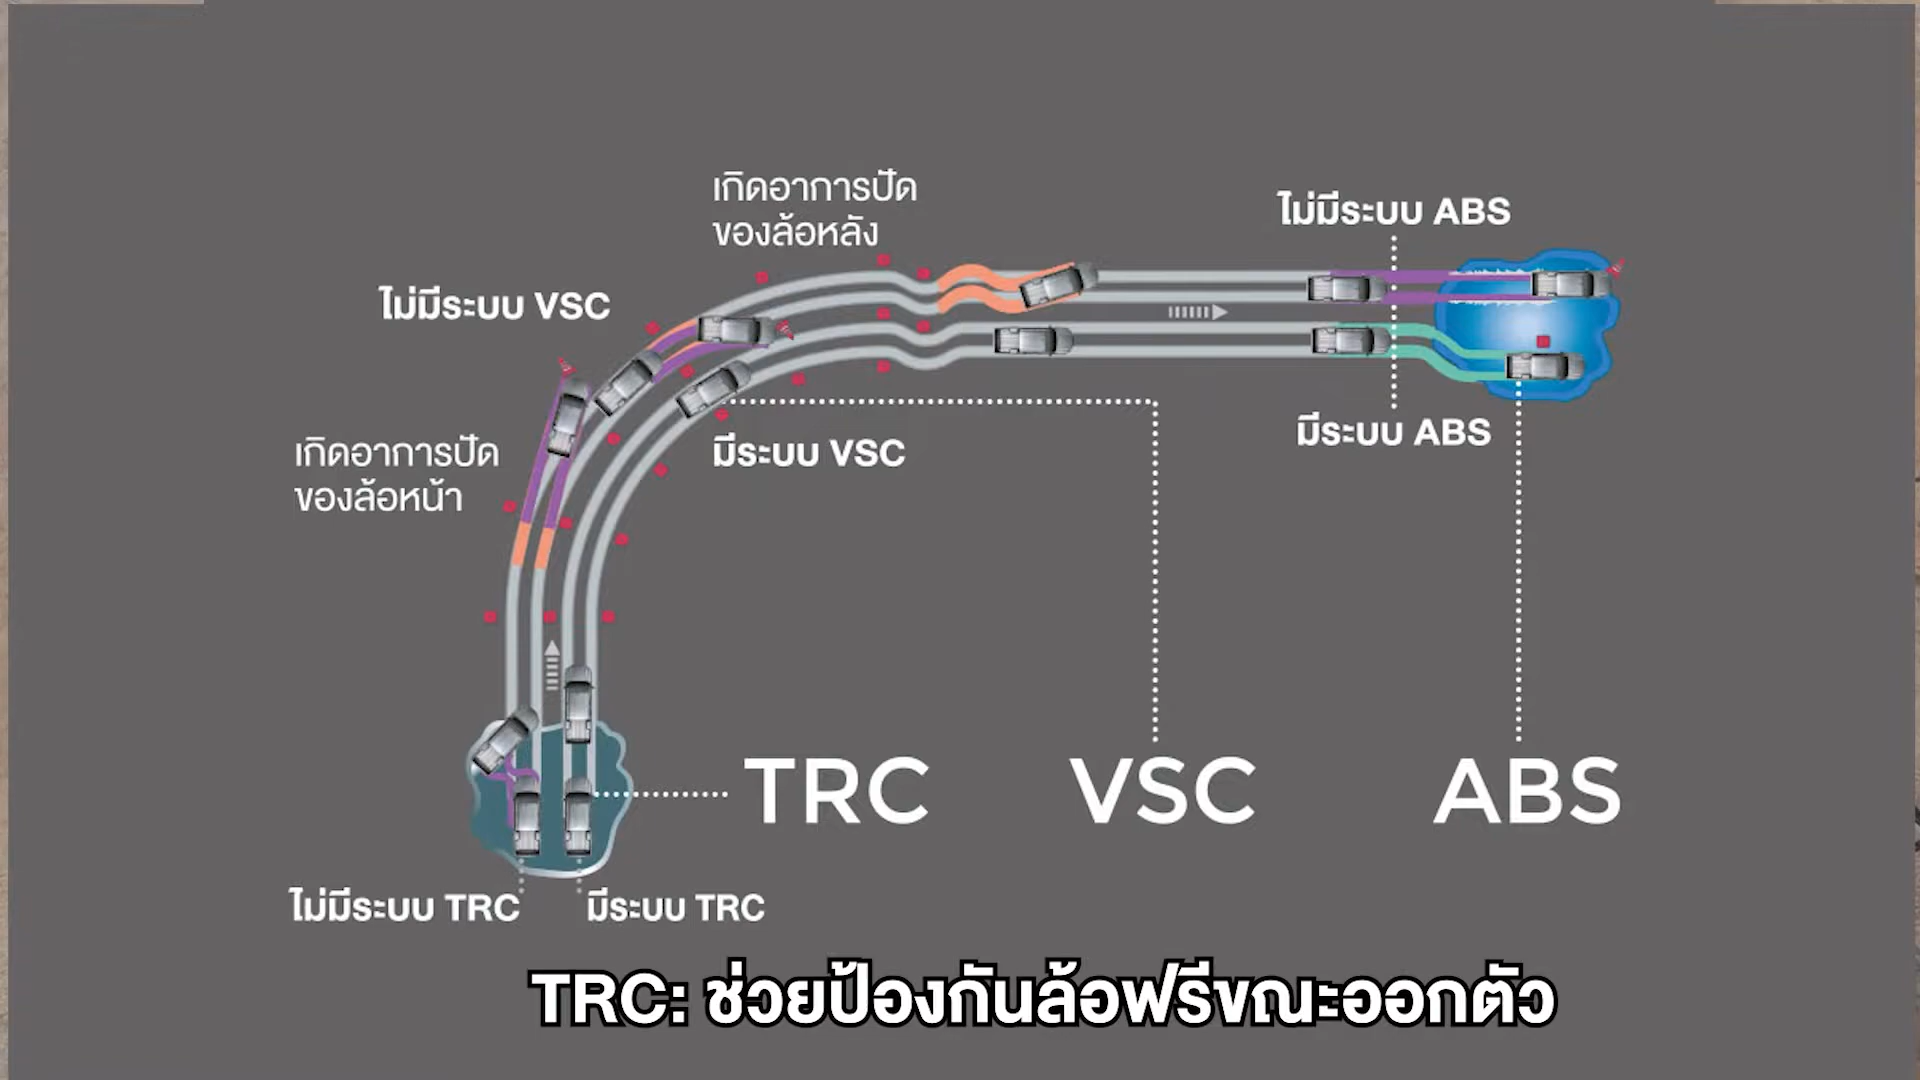 เกิดอาการปัด
ของล้อหลัง
ไม่มีระบบ ABS
ไม่มีระบบ VSC
มีระบบ ABS
มีระบบ VSC
เกิดอาการปัด
ของล้อหน้า
TRC
VSC
ABS
ไม่มีระบบ TRC
มีระบบ TRC
TRC: ช่วยป้องกันล้อฟรีขณะออกตัว